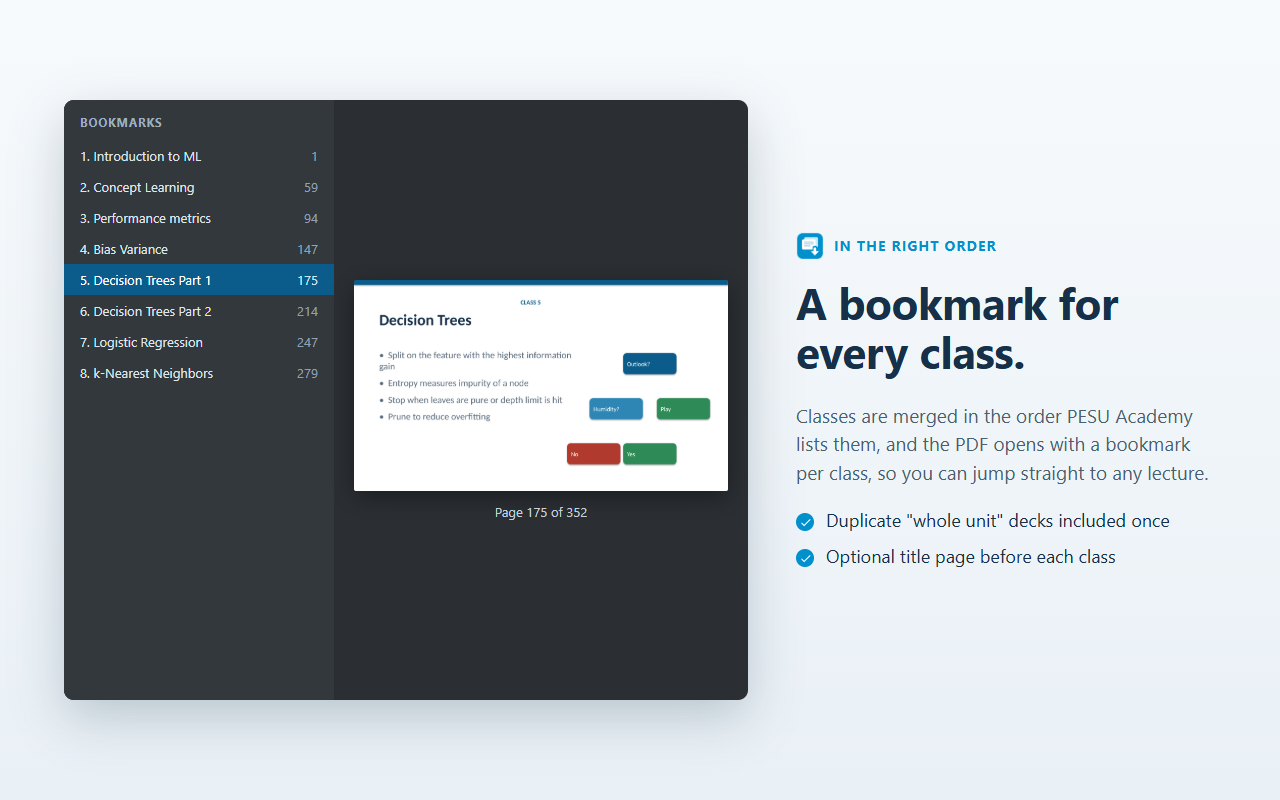 BOOKMARKS
1. Introduction to ML 1
2. Concept Learning 59
3. Performance metrics 94
4. Bias Variance 147
5. Decision Trees Part 1 175
6. Decision Trees Part 2 214
7. Logistic Regression 247
8. k-Nearest Neighbors 279
CLASS 5
Decision Trees
• Split on the feature with the highest information
gain
• Entropy measures impurity of a node
• Stop when leaves are pure or depth limit is hit
• Prune to reduce overfitting
Outlook?
Humidity? Play
No Yes
Page 175 of 352
IN THE RIGHT ORDER
A bookmark for
every class.
Classes are merged in the order PESU Academy
lists them, and the PDF opens with a bookmark
per class, so you can jump straight to any lecture.
Duplicate "whole unit" decks included once
Optional title page before each class